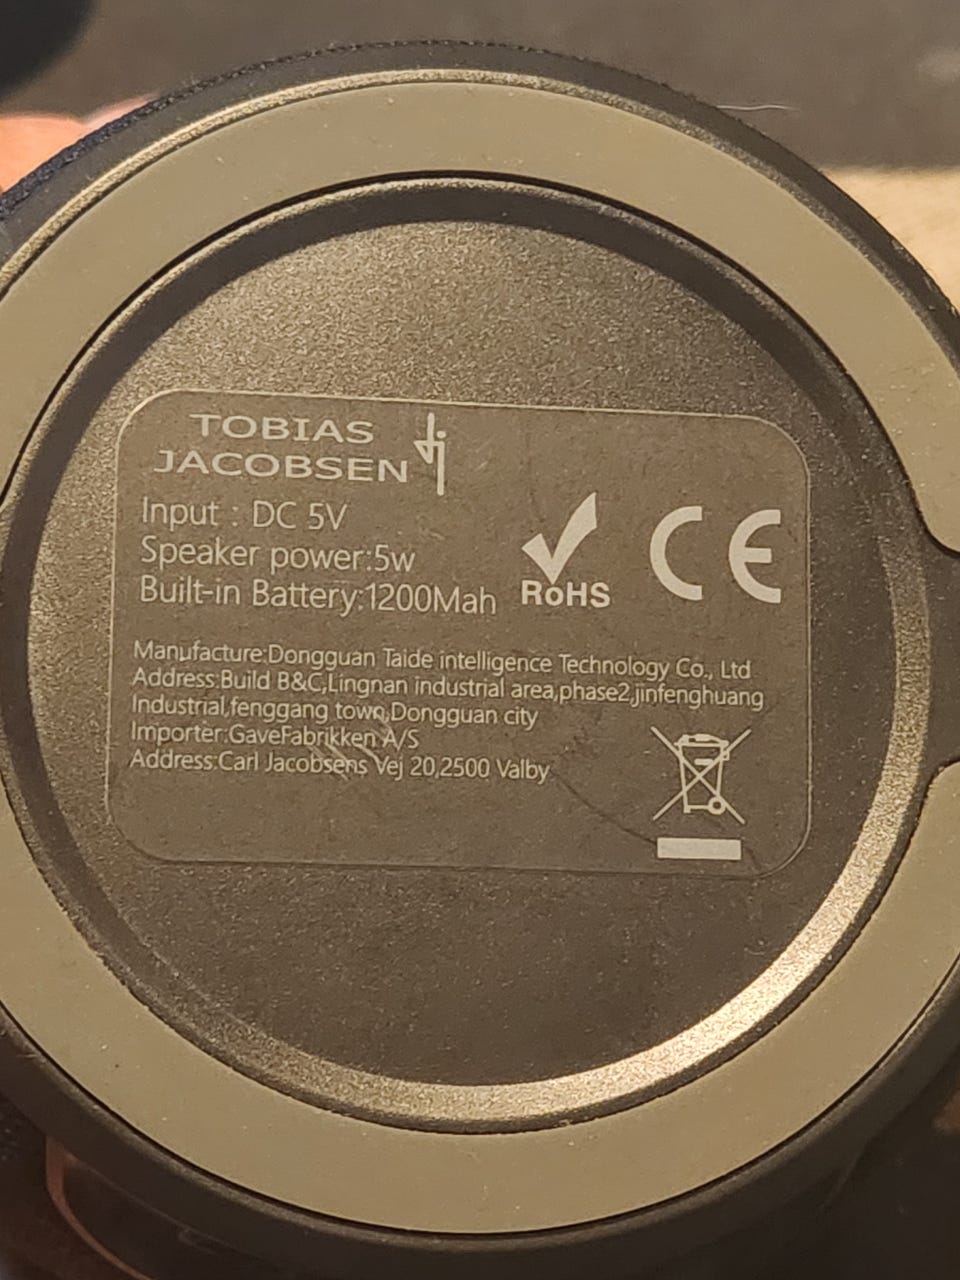 TOBIAS
JACOBSEN
Input : DC 5V
Speaker power:5w
Built-in Battery:1200Mah
RoHS
CE
Manufacture:Dongguan Taide intelligence Technology Co., Ltd
Address:Build B&C,Lingnan industrial area,phase2,jinfenghuang
Industrial,fenggang town,Dongguan city
Importer:GaveFabrikken A/S
Address:Carl Jacobsens Vej 20,2500 Valby